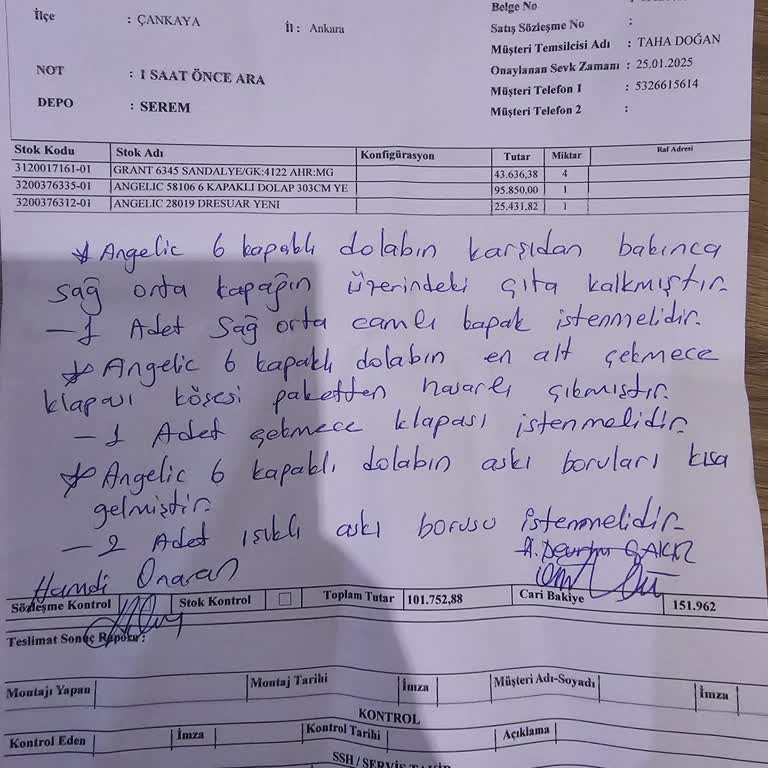 Belge No
İlçe : ÇANKAYA İl : Ankara Satış Sözleşme No :
Müşteri Temsilcisi Adı : TAHA DOĞAN
NOT : 1 SAAT ÖNCE ARA Onaylanan Sevk Zamanı : 25.01.2025
Müşteri Telefon 1 : 5326615614
DEPO : SEREM Müşteri Telefon 2 :
Stok Kodu Stok Adı Konfigürasyon Tutar Miktar Raf Adresi
3120017161-01 GRANT 6345 SANDALYE/GK:4122 AHR:MG 43.636,38 4
3200376335-01 ANGELIC 58106 6 KAPAKLI DOLAP 303CM YE 95.850,00 1
3200376312-01 ANGELIC 28019 DRESUAR YENI 25.431,82 1
* Angelic 6 kapaklı dolabın karşıdan bakınca
sağ orta kapağın üzerindeki çıta kalkmıştır.
- 1 Adet Sağ orta camlı kapak istenmelidir.
* Angelic 6 kapaklı dolabın en alt çekmece
klapası köşesi paketten hasarlı çıkmıştır.
- 1 Adet çekmece klapası istenmelidir.
* Angelic 6 kapaklı dolabın askı boruları kısa
gelmiştir.
- 2 Adet ışıklı askı borusu istenmelidir.
Hamdi Onaran
Sözleşme Kontrol Stok Kontrol Toplam Tutar 101.752,88 Cari Bakiye 151.962
Teslimat Sonuç Raporu :
Montajı Yapan Montaj Tarihi İmza Müşteri Adı-Soyadı İmza
KONTROL
Kontrol Eden İmza Kontrol Tarihi Açıklama
SSH / SERVİS TAKİP